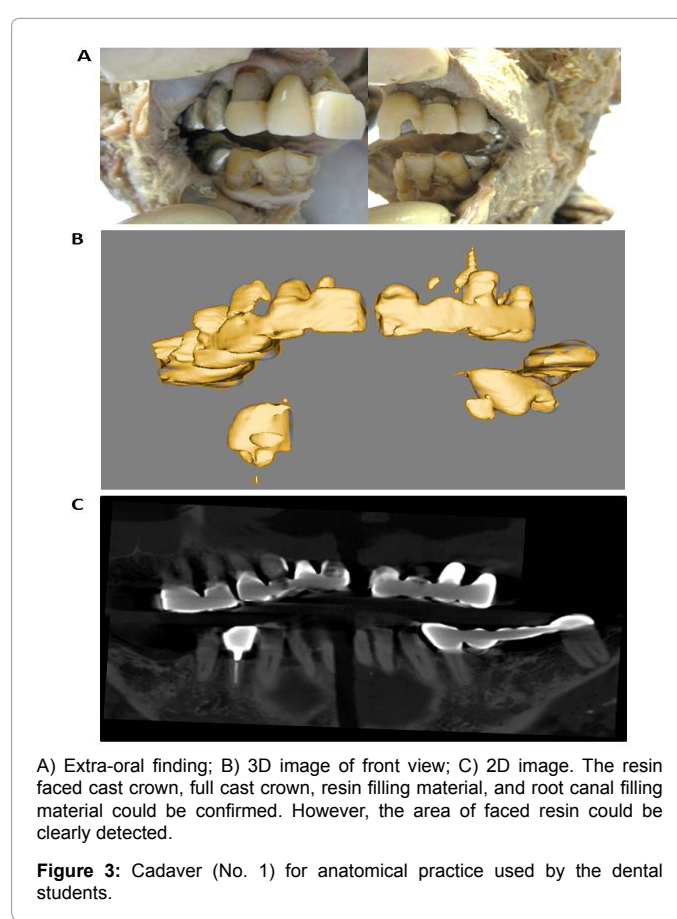 A
B
C
A) Extra-oral finding; B) 3D image of front view; C) 2D image. The resin
faced cast crown, full cast crown, resin filling material, and root canal filling
material could be confirmed. However, the area of faced resin could be
clearly detected.
Figure 3: Cadaver (No. 1) for anatomical practice used by the dental
students.